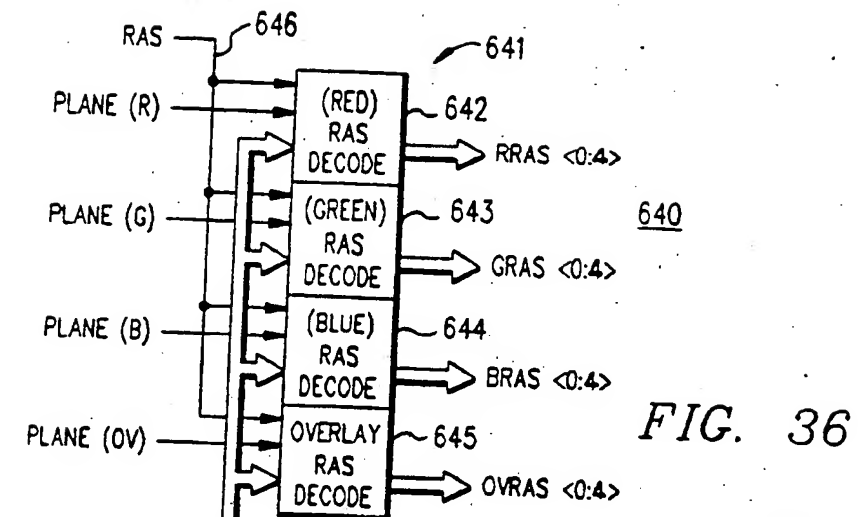 RAS
646
641
PLANE (R)
(RED)
RAS
DECODE
642
RRAS <0:4>
PLANE (G)
(GREEN)
RAS
DECODE
643
640
GRAS <0:4>
PLANE (B)
(BLUE)
RAS
DECODE
644
BRAS <0:4>
PLANE (OV)
OVERLAY
RAS
DECODE
645
OVRAS <0:4>
FIG. 36